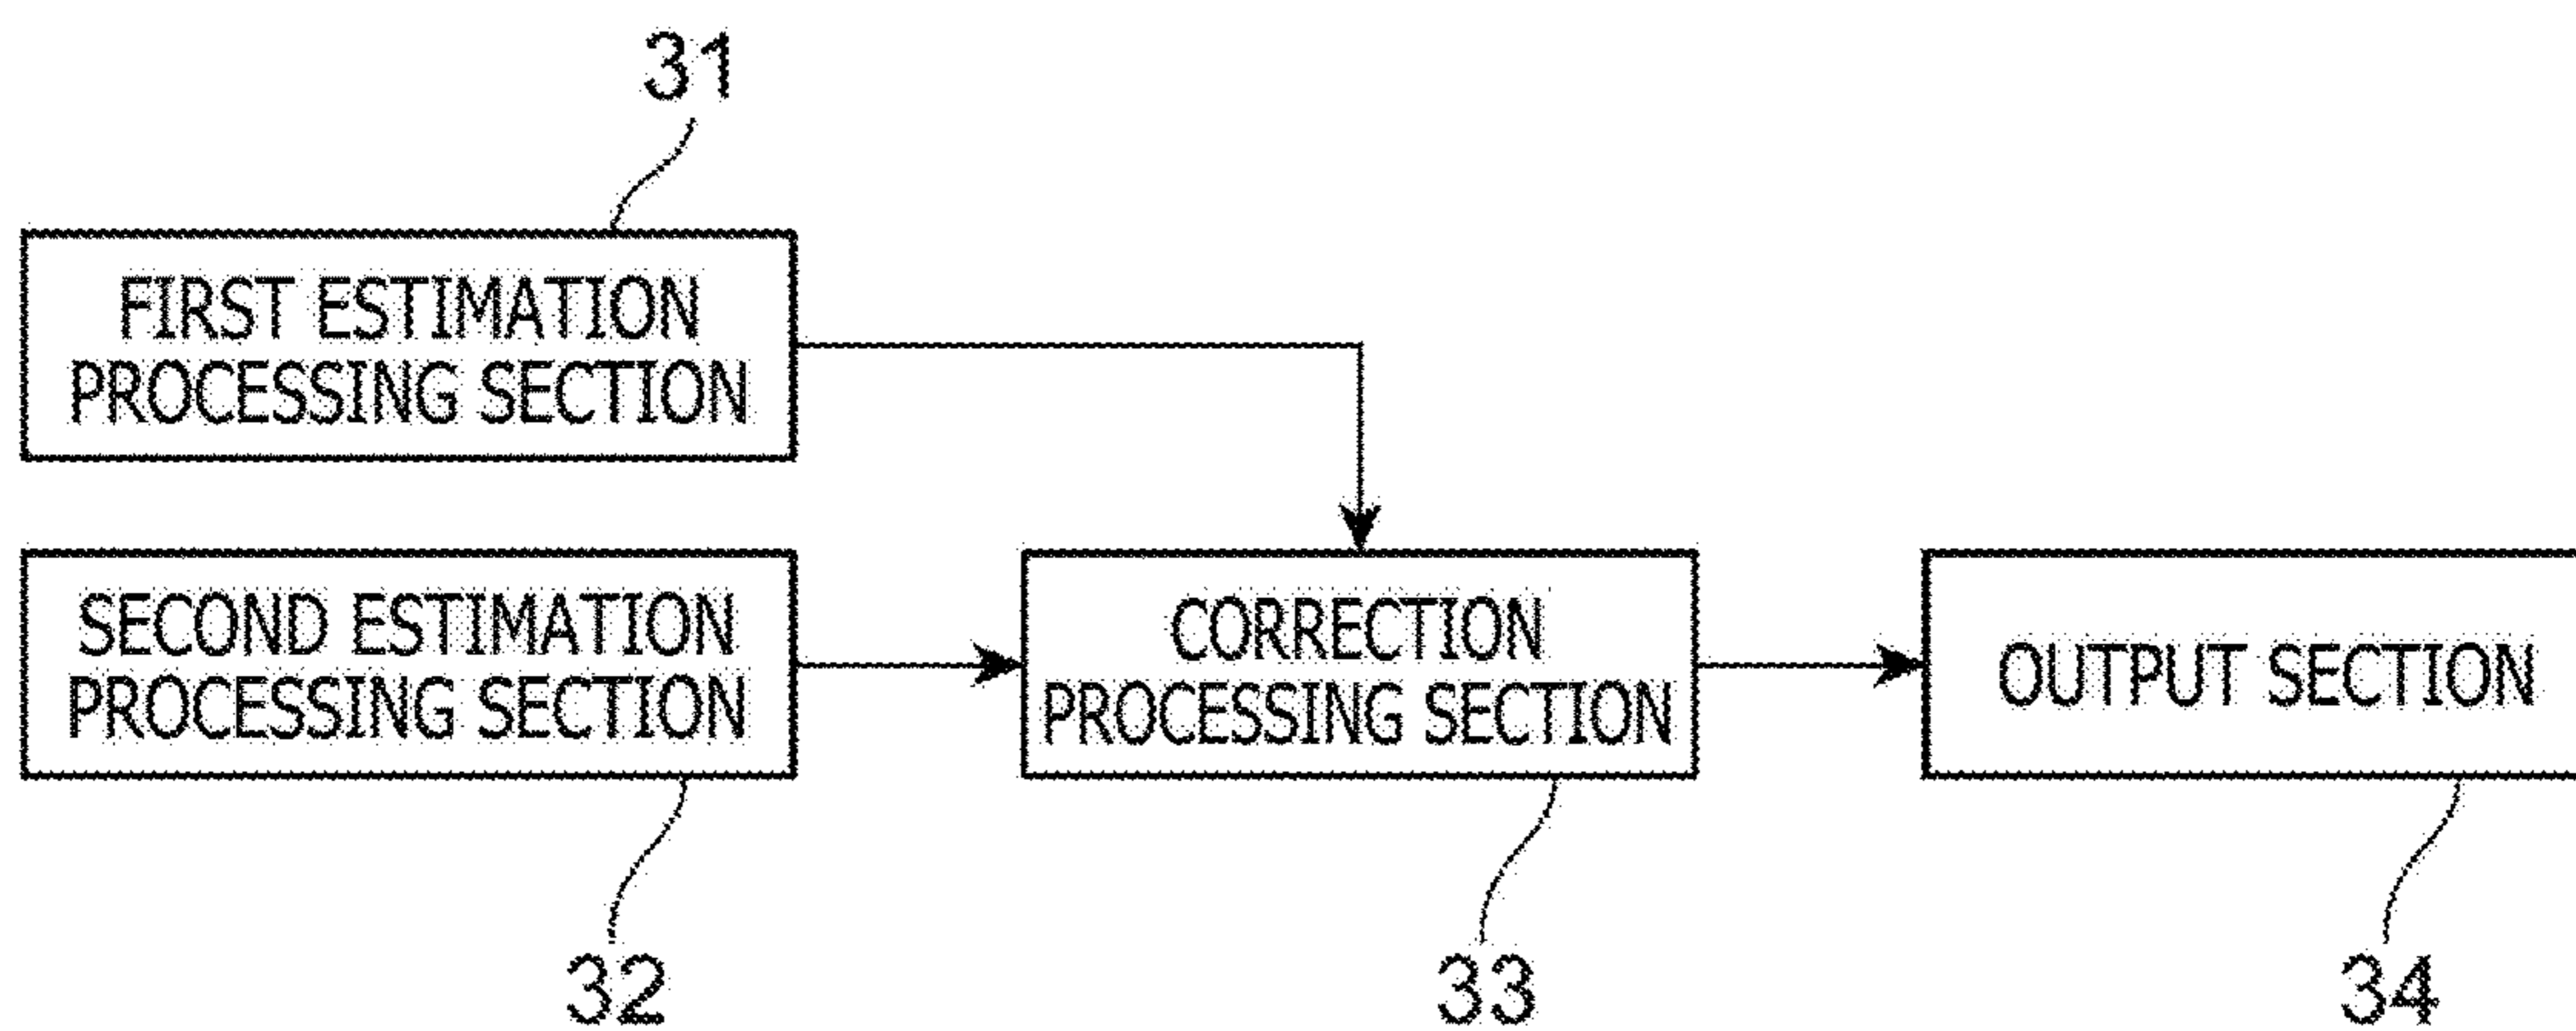 31
FIRST ESTIMATION
PROCESSING SECTION
SECOND ESTIMATION
PROCESSING SECTION
32
CORRECTION
PROCESSING SECTION
33
OUTPUT SECTION
34